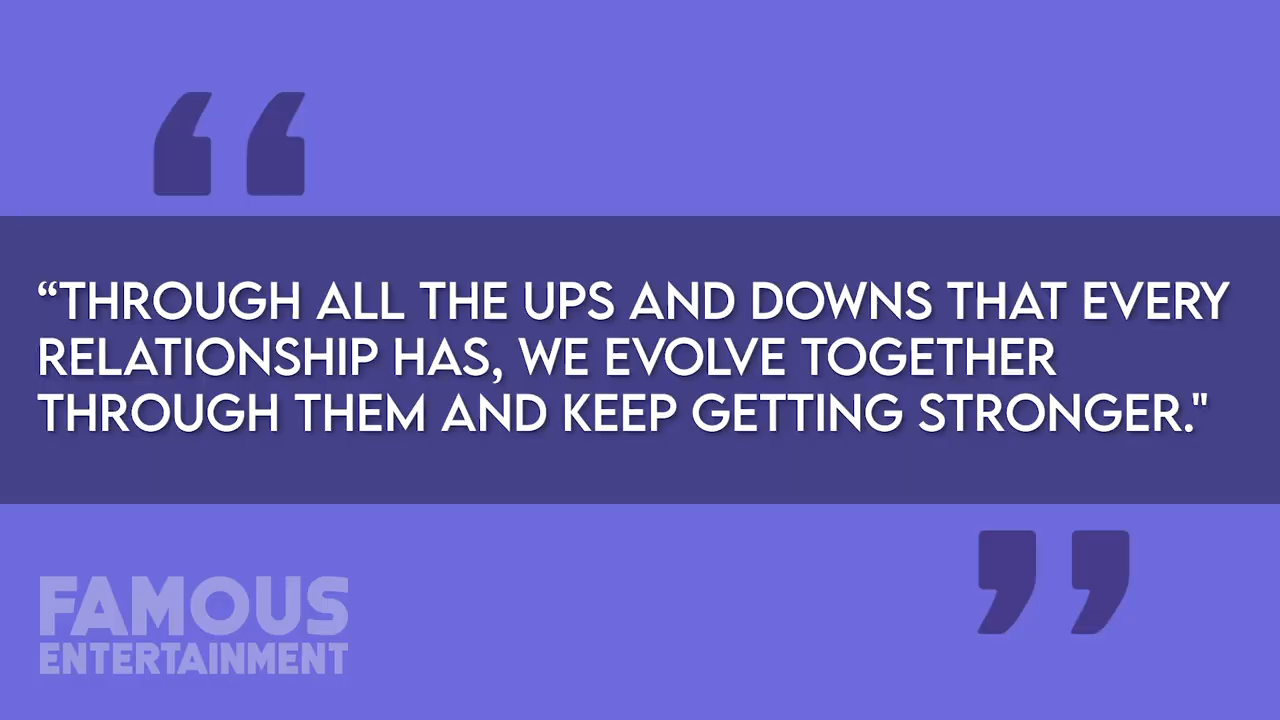 “THROUGH ALL THE UPS AND DOWNS THAT EVERY
RELATIONSHIP HAS, WE EVOLVE TOGETHER
THROUGH THEM AND KEEP GETTING STRONGER."
FAMOUS
ENTERTAINMENT